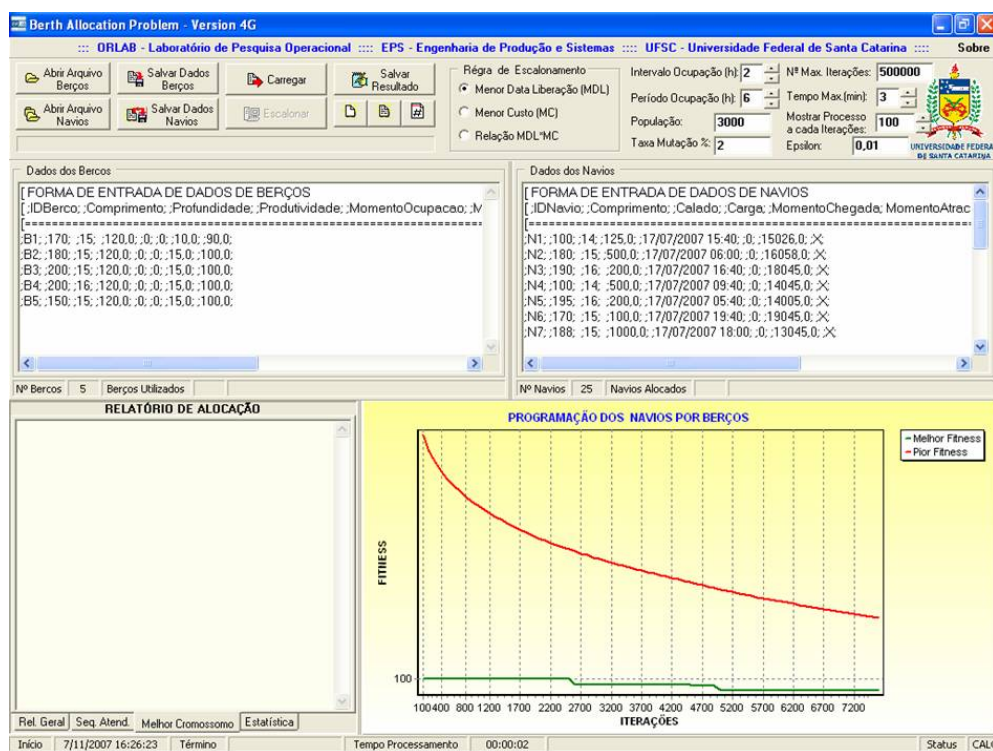 Berth Allocation Problem - Version 4G
::: ORLAB - Laboratório de Pesquisa Operacional :::: EPS - Engenharia de Produção e Sistemas :::: UFSC - Universidade Federal de Santa Catarina :::: Sobre
Abrir Arquivo Berços
Salvar Dados Berços
Carregar
Salvar Resultado
Abrir Arquivo Navios
Salvar Dados Navios
Escalonar
Régra de Escalonamento
Menor Data Liberação (MDL)
Menor Custo (MC)
Relação MDL*MC
Intervalo Ocupação (h): 2
Nº Max. Iterações: 500000
Período Ocupação (h): 6
Tempo Max.(min): 3
População: 3000
Mostrar Processo a cada Iterações: 100
Taxa Mutação %: 2
Epsilon: 0,01
UNIVERSIDADE FEDERA
DE SANTA CATARINA
Dados dos Bercos
[ FORMA DE ENTRADA DE DADOS DE BERÇOS
[ ;IDBerco; ;Comprimento; ;Profundidade; ;Produtividade; ;MomentoOcupacao; ;M
[==============================================
;B1; ;170; ;15; ;120,0; ;0; ;0; ;10,0; ;90,0;
;B2; ;180; ;15; ;120,0; ;0; ;0; ;15,0; ;100,0;
;B3; ;200; ;15; ;120,0; ;0; ;0; ;15,0; ;100,0;
;B4; ;200; ;16; ;120,0; ;0; ;0; ;15,0; ;100,0;
;B5; ;150; ;15; ;120,0; ;0; ;0; ;15,0; ;100,0;
Nº Bercos 5 Berços Utilizados
Dados dos Navios
[ FORMA DE ENTRADA DE DADOS DE NAVIOS
[ ;IDNavio; ;Comprimento; ;Calado; ;Carga; ;MomentoChegada; MomentoAtrac
[==============================================
;N1; ;100; ;14; ;125,0; ;17/07/2007 15:40; ;0; ;15026,0; ;X;
;N2; ;180; ;15; ;500,0; ;17/07/2007 06:00; ;0; ;16058,0; ;X;
;N3; ;190; ;16; ;200,0; ;17/07/2007 16:40; ;0; ;18045,0; ;X;
;N4; ;100; ;14; ;500,0; ;17/07/2007 09:40; ;0; ;14045,0; ;X;
;N5; ;195; ;16; ;200,0; ;17/07/2007 05:40; ;0; ;14005,0; ;X;
;N6; ;170; ;15; ;100,0; ;17/07/2007 19:40; ;0; ;19045,0; ;X;
;N7; ;188; ;15; ;1000,0; ;17/07/2007 18:00; ;0; ;13045,0; ;X;
Nº Navios 25 Navios Alocados
RELATÓRIO DE ALOCAÇÃO
Rel. Geral Seq. Atend. Melhor Cromossomo Estatística
PROGRAMAÇÃO DOS NAVIOS POR BERÇOS
Melhor Fitness
Pior Fitness
FITNESS
100
100 400 800 1200 1700 2200 2700 3200 3700 4200 4700 5200 5700 6200 6700 7200
ITERAÇÕES
Início 7/11/2007 16:26:23 Término Tempo Processamento 00:00:02 Status CALC